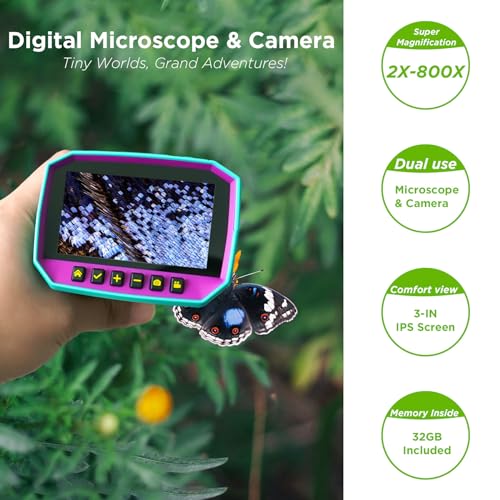 Digital Microscope & Camera
Tiny Worlds, Grand Adventures!
Super
Magnification
2X-800X
Dual use
Microscope
& Camera
Comfort view
3-IN
IPS Screen
Memory Inside
32GB
Included